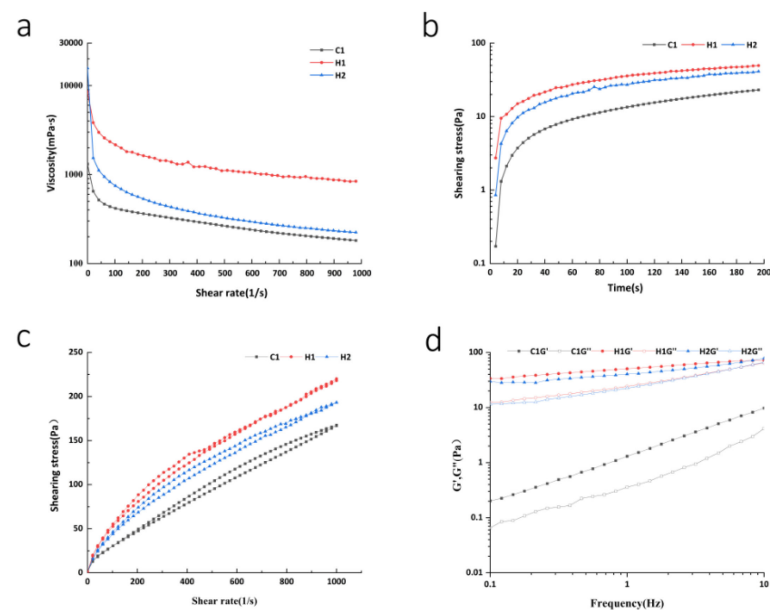 a
C1 H1 H2
30000
10000
1000
100
Viscosity(mPa·s)
0 100 200 300 400 500 600 700 800 900 1000
Shear rate(1/s)
b
C1 H1 H2
100
10
1
0.1
Shearing stress(Pa)
0 20 40 60 80 100 120 140 160 180 200
Time(s)
c
C1 H1 H2
250
200
150
100
50
0
Shearing stress(Pa)
0 200 400 600 800 1000
Shear rate(1/s)
d
C1G' C1G'' H1G' H1G'' H2G' H2G''
100
10
1
0.1
0.01
G'.G''(Pa)
0.1 1 10
Frequency(Hz)